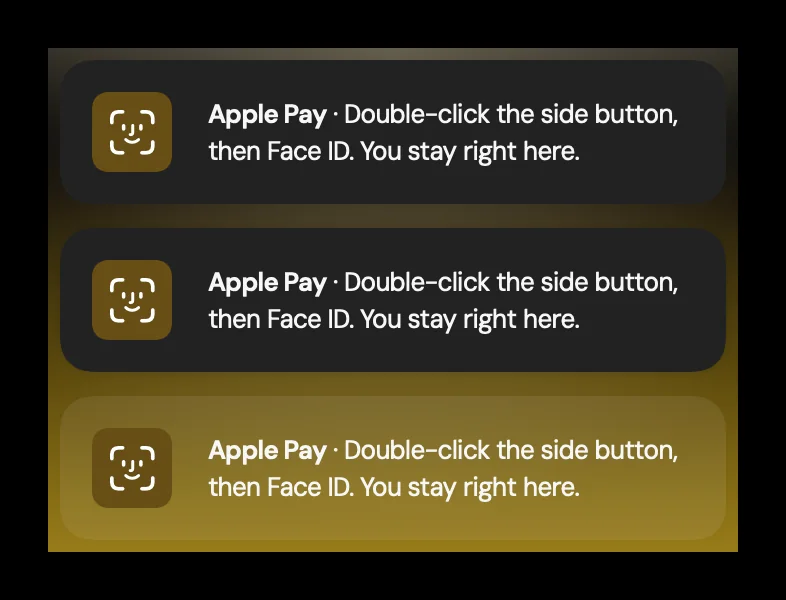 Apple Pay · Double-click the side button,
then Face ID. You stay right here.
Apple Pay · Double-click the side button,
then Face ID. You stay right here.
Apple Pay · Double-click the side button,
then Face ID. You stay right here.